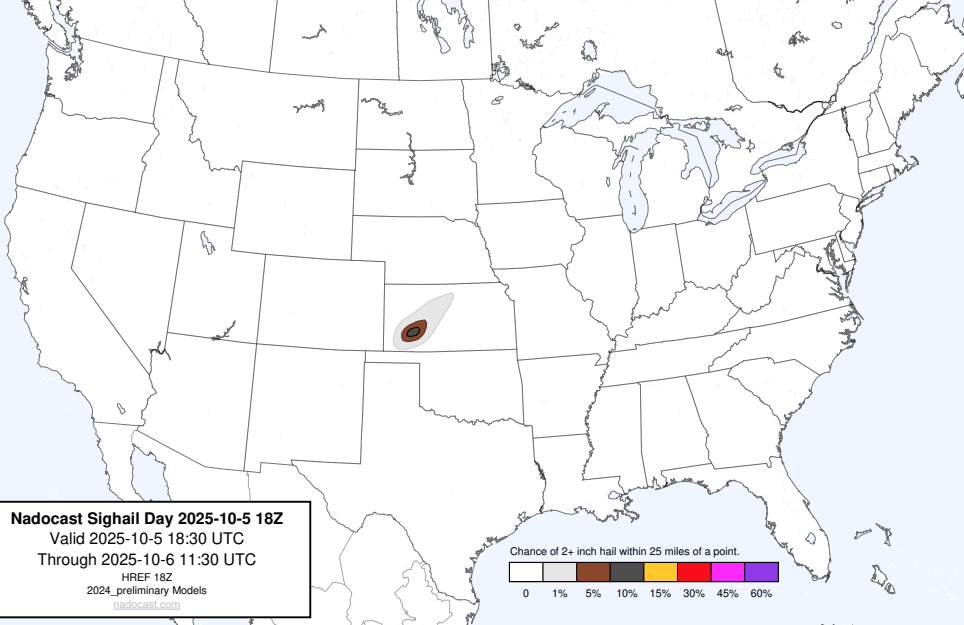 Nadocast Sighail Day 2025-10-5 18Z
Valid 2025-10-5 18:30 UTC
Through 2025-10-6 11:30 UTC
HREF 18Z
2024_preliminary Models
nadocast.com
Chance of 2+ inch hail within 25 miles of a point.
0 1% 5% 10% 15% 30% 45% 60%